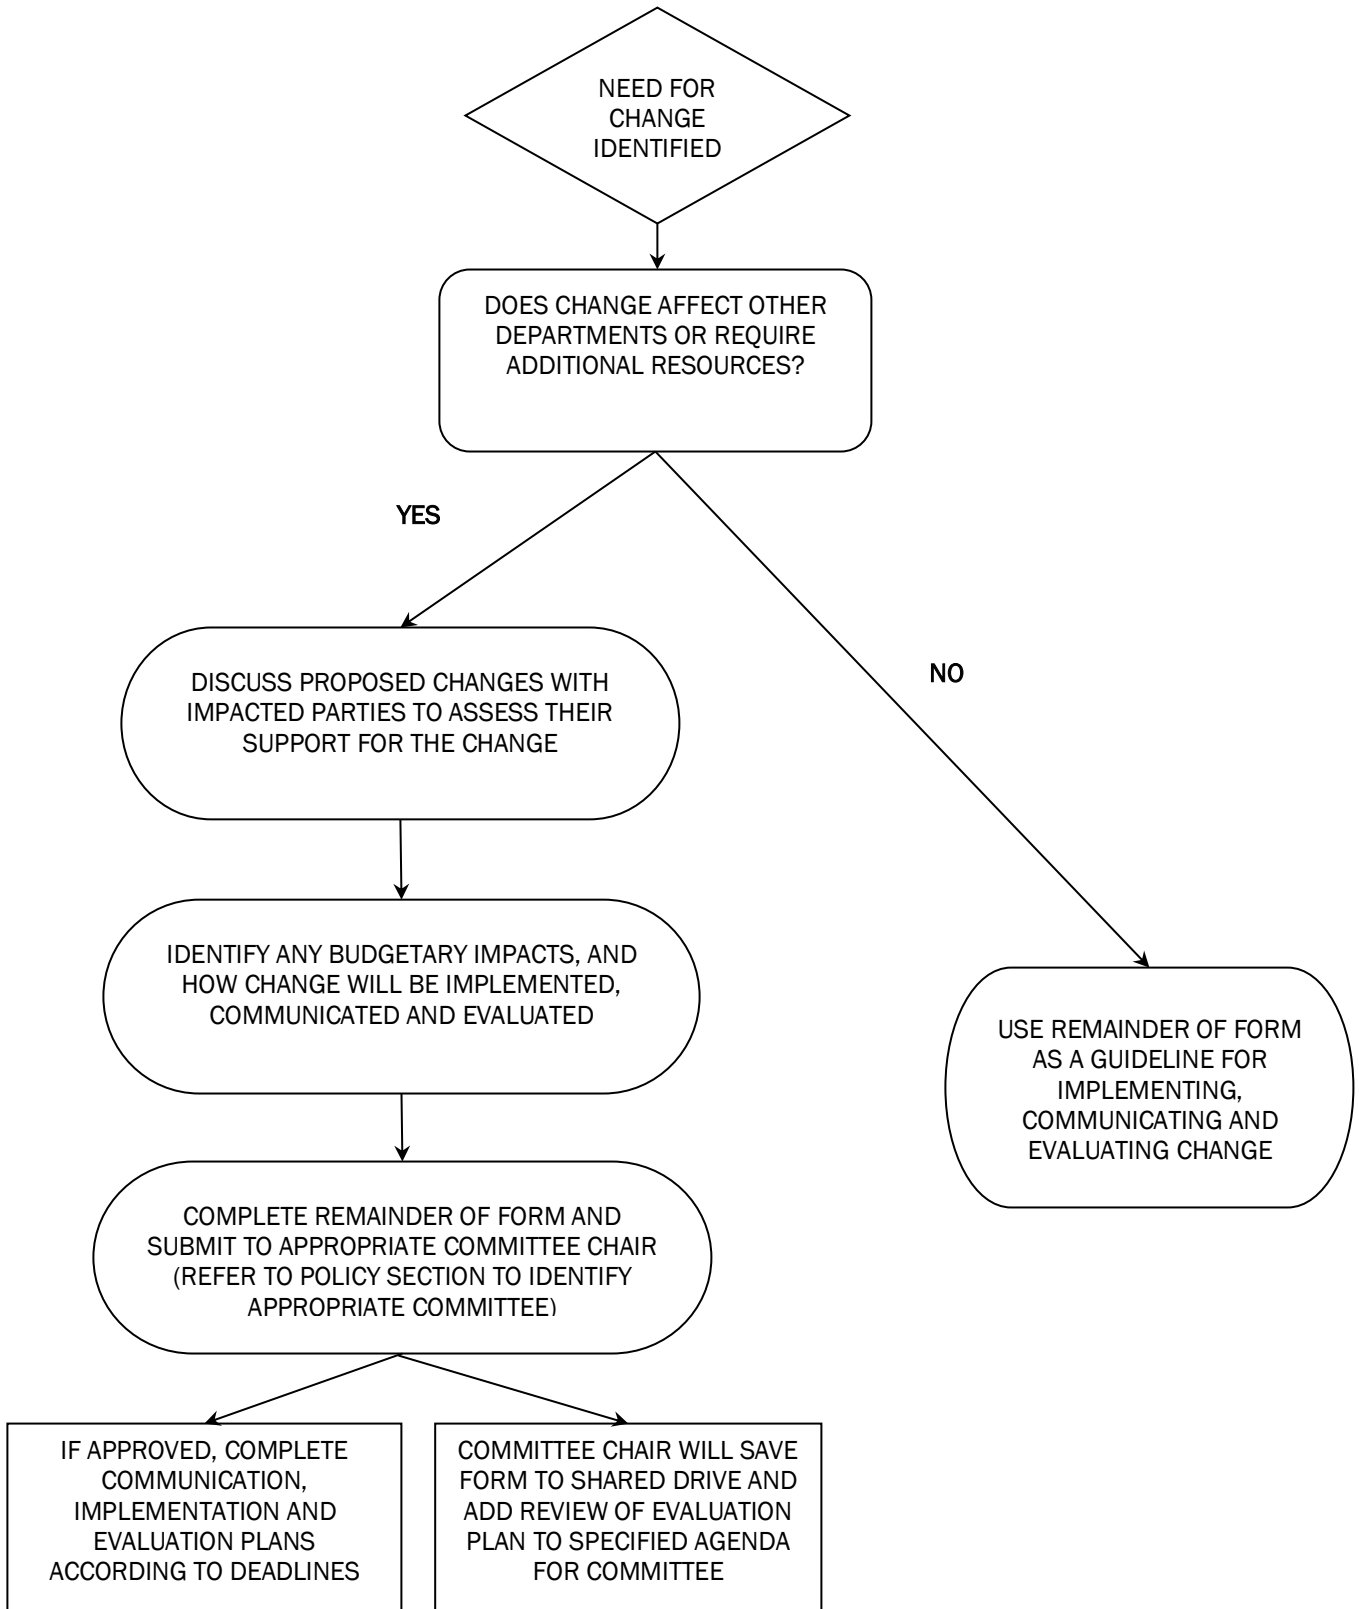 NEED FOR
CHANGE
IDENTIFIED
DOES CHANGE AFFECT OTHER
DEPARTMENTS OR REQUIRE
ADDITIONAL RESOURCES?
YES
NO
DISCUSS PROPOSED CHANGES WITH
IMPACTED PARTIES TO ASSESS THEIR
SUPPORT FOR THE CHANGE
IDENTIFY ANY BUDGETARY IMPACTS, AND
HOW CHANGE WILL BE IMPLEMENTED,
COMMUNICATED AND EVALUATED
USE REMAINDER OF FORM
AS A GUIDELINE FOR
IMPLEMENTING,
COMMUNICATING AND
EVALUATING CHANGE
COMPLETE REMAINDER OF FORM AND
SUBMIT TO APPROPRIATE COMMITTEE CHAIR
(REFER TO POLICY SECTION TO IDENTIFY
APPROPRIATE COMMITTEE)
IF APPROVED, COMPLETE
COMMUNICATION,
IMPLEMENTATION AND
EVALUATION PLANS
ACCORDING TO DEADLINES
COMMITTEE CHAIR WILL SAVE
FORM TO SHARED DRIVE AND
ADD REVIEW OF EVALUATION
PLAN TO SPECIFIED AGENDA
FOR COMMITTEE